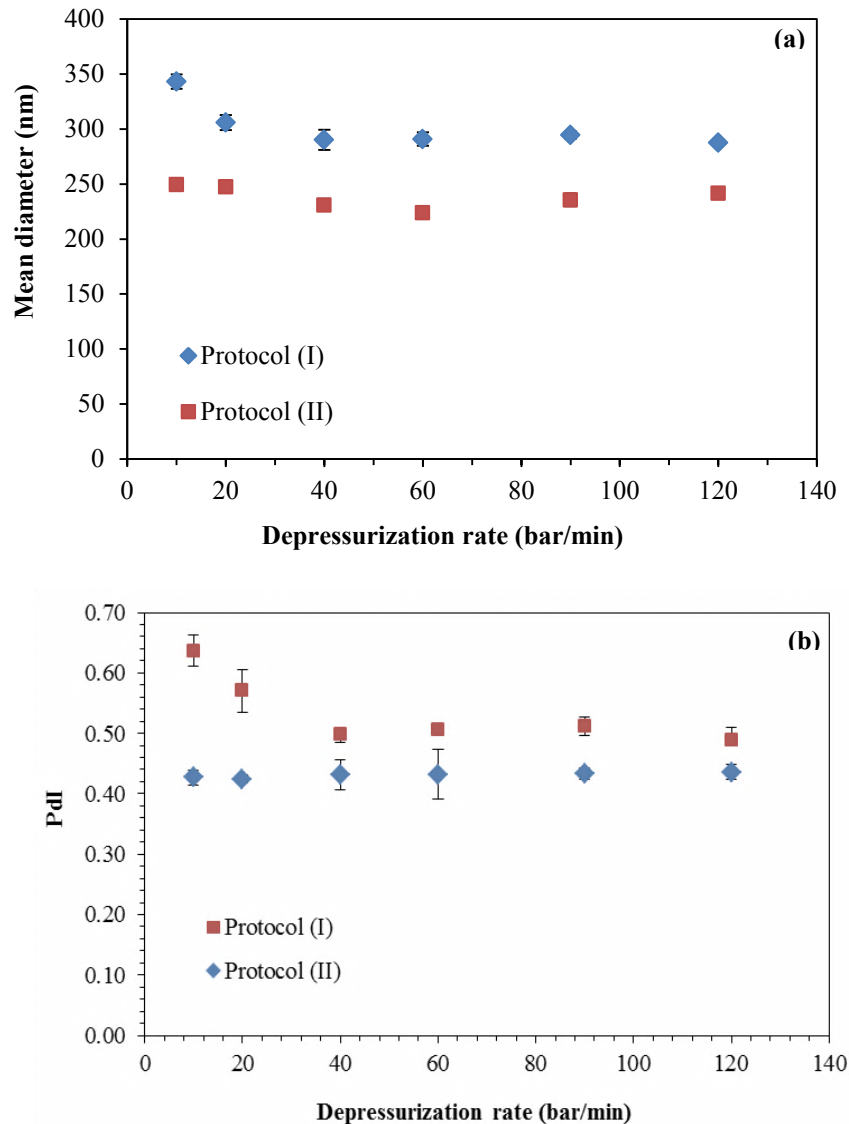 400
(a)
350
300
250
200
150
100
50
0
Mean diameter (nm)
Protocol (I)
Protocol (II)
0 20 40 60 80 100 120 140
Depressurization rate (bar/min)
0.70
(b)
0.60
0.50
0.40
0.30
0.20
0.10
0.00
PdI
Protocol (I)
Protocol (II)
0 20 40 60 80 100 120 140
Depressurization rate (bar/min)